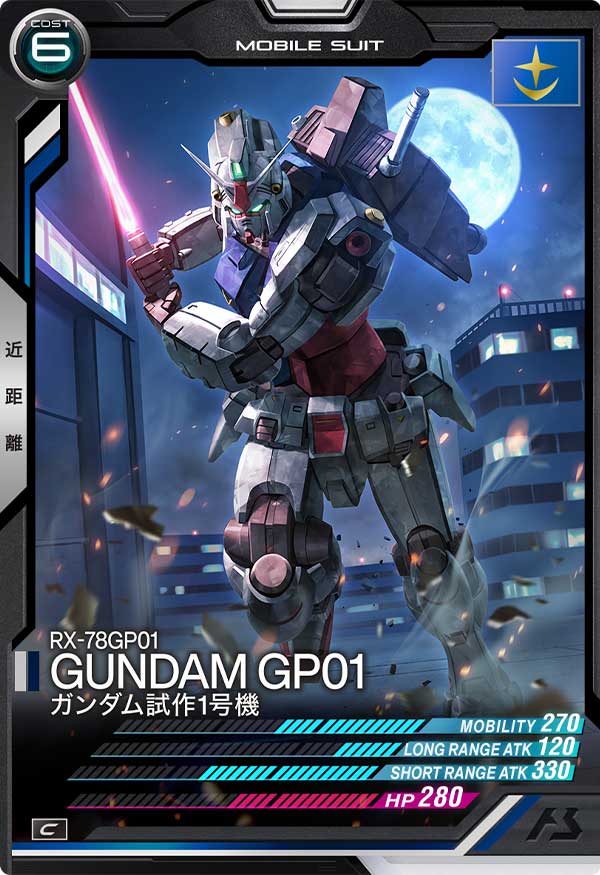 COST
6
MOBILE SUIT
近距離
RX-78GP01
GUNDAM GP01
ガンダム試作1号機
MOBILITY 270
LONG RANGE ATK 120
SHORT RANGE ATK 330
HP 280
C